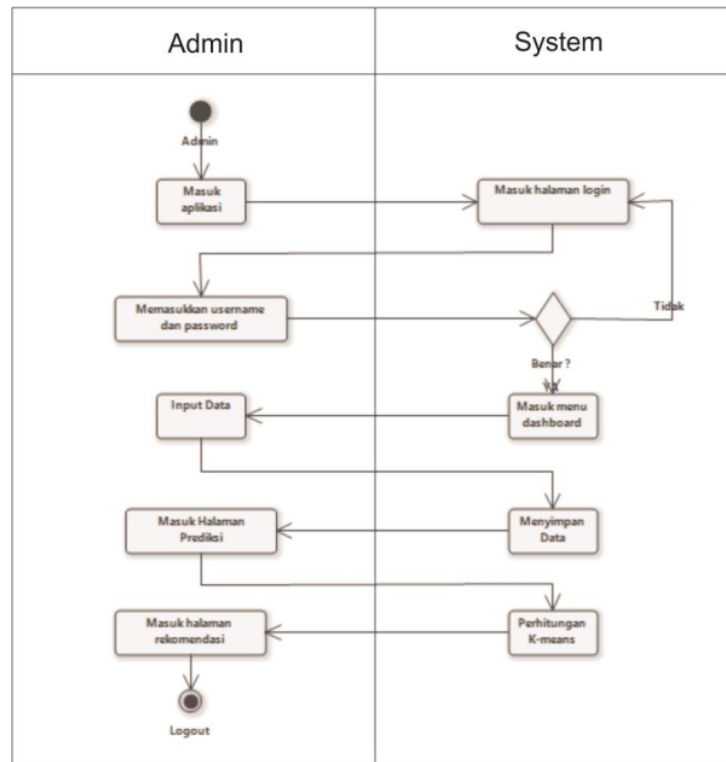 Admin
System
Admin
Masuk
aplikasi
Masuk halaman login
Memasukkan username
dan password
Tidak
Benar ?
YA
Input Data
Masuk menu
dashboard
Masuk Halaman
Prediksi
Menyimpan
Data
Masuk halaman
rekomendasi
Perhitungan
K-means
Logout